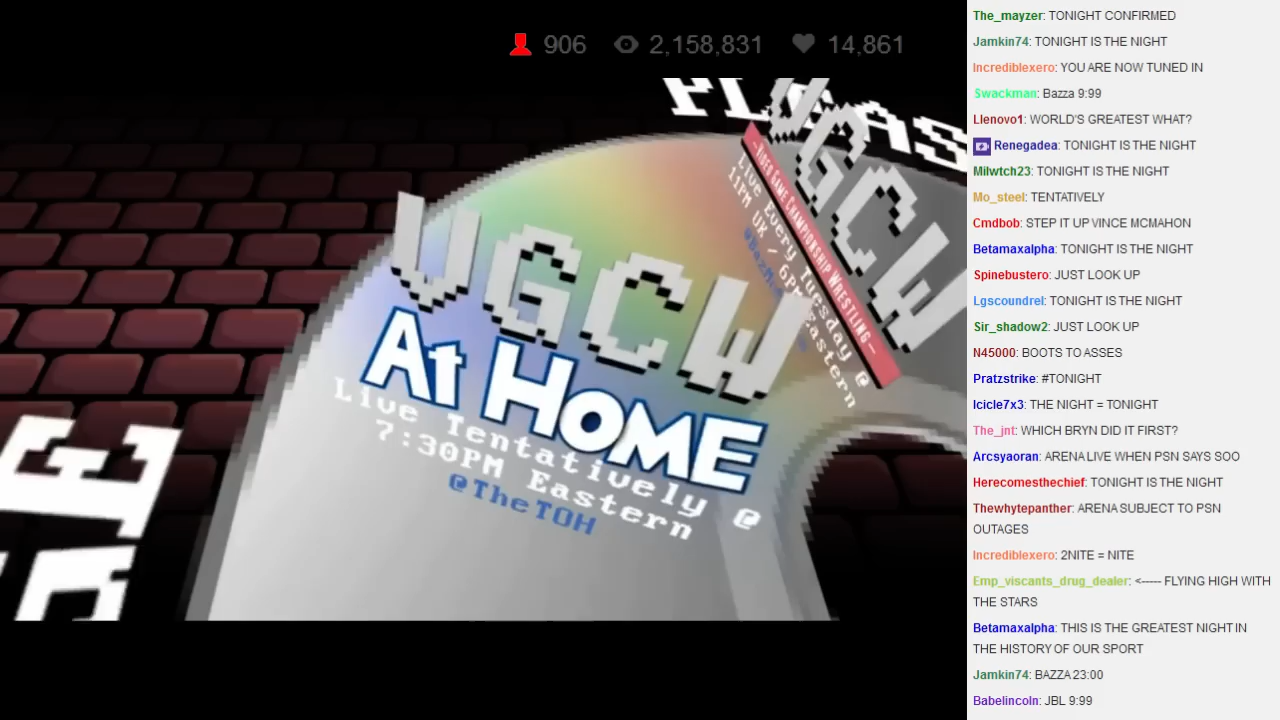 906 2,158,831 14,861
PLEAS
VGCW
-VIDEO GAME CHAMPIONSHIP WRESTLING-
Live Every Tuesday @
11PM UK / 6PM Eastern
VGCW
At HOME
Live Tentatively @
7:30PM Eastern
@TheTOH
The_mayzer: TONIGHT CONFIRMED
Jamkin74: TONIGHT IS THE NIGHT
Incrediblexero: YOU ARE NOW TUNED IN
Swackman: Bazza 9:99
Llenovo1: WORLD'S GREATEST WHAT?
Renegadea: TONIGHT IS THE NIGHT
Milwtch23: TONIGHT IS THE NIGHT
Mo_steel: TENTATIVELY
Cmdbob: STEP IT UP VINCE MCMAHON
Betamaxalpha: TONIGHT IS THE NIGHT
Spinebustero: JUST LOOK UP
Lgscoundrel: TONIGHT IS THE NIGHT
Sir_shadow2: JUST LOOK UP
N45000: BOOTS TO ASSES
Pratzstrike: #TONIGHT
Icicle7x3: THE NIGHT = TONIGHT
The_jnt: WHICH BRYN DID IT FIRST?
Arcsyaoran: ARENA LIVE WHEN PSN SAYS SOO
Herecomesthechief: TONIGHT IS THE NIGHT
Thewhytepanther: ARENA SUBJECT TO PSN
OUTAGES
Incrediblexero: 2NITE = NITE
Emp_viscants_drug_dealer: <----- FLYING HIGH WITH
THE STARS
Betamaxalpha: THIS IS THE GREATEST NIGHT IN
THE HISTORY OF OUR SPORT
Jamkin74: BAZZA 23:00
Babelincoln: JBL 9:99